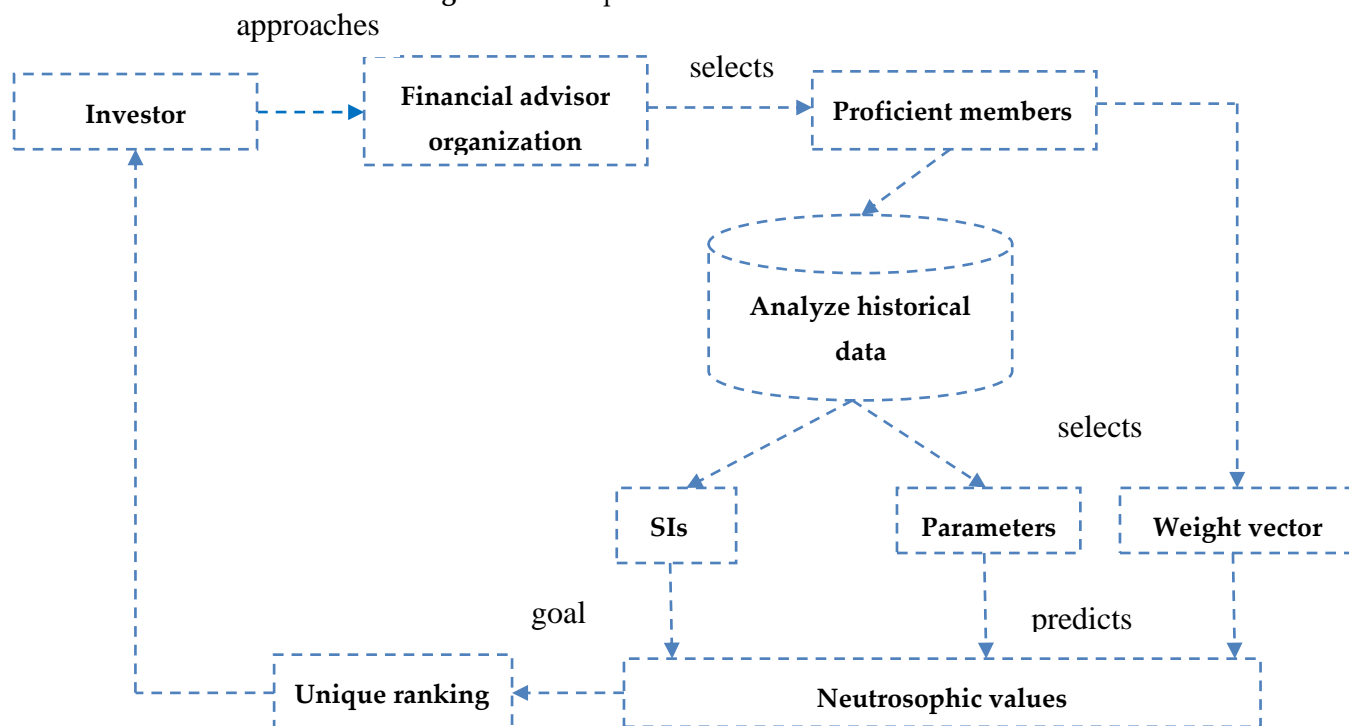 approaches
selects
Investor
Financial advisor
organization
Proficient members
Analyze historical
data
selects
SIs
Parameters
Weight vector
goal
predicts
Unique ranking
Neutrosophic values